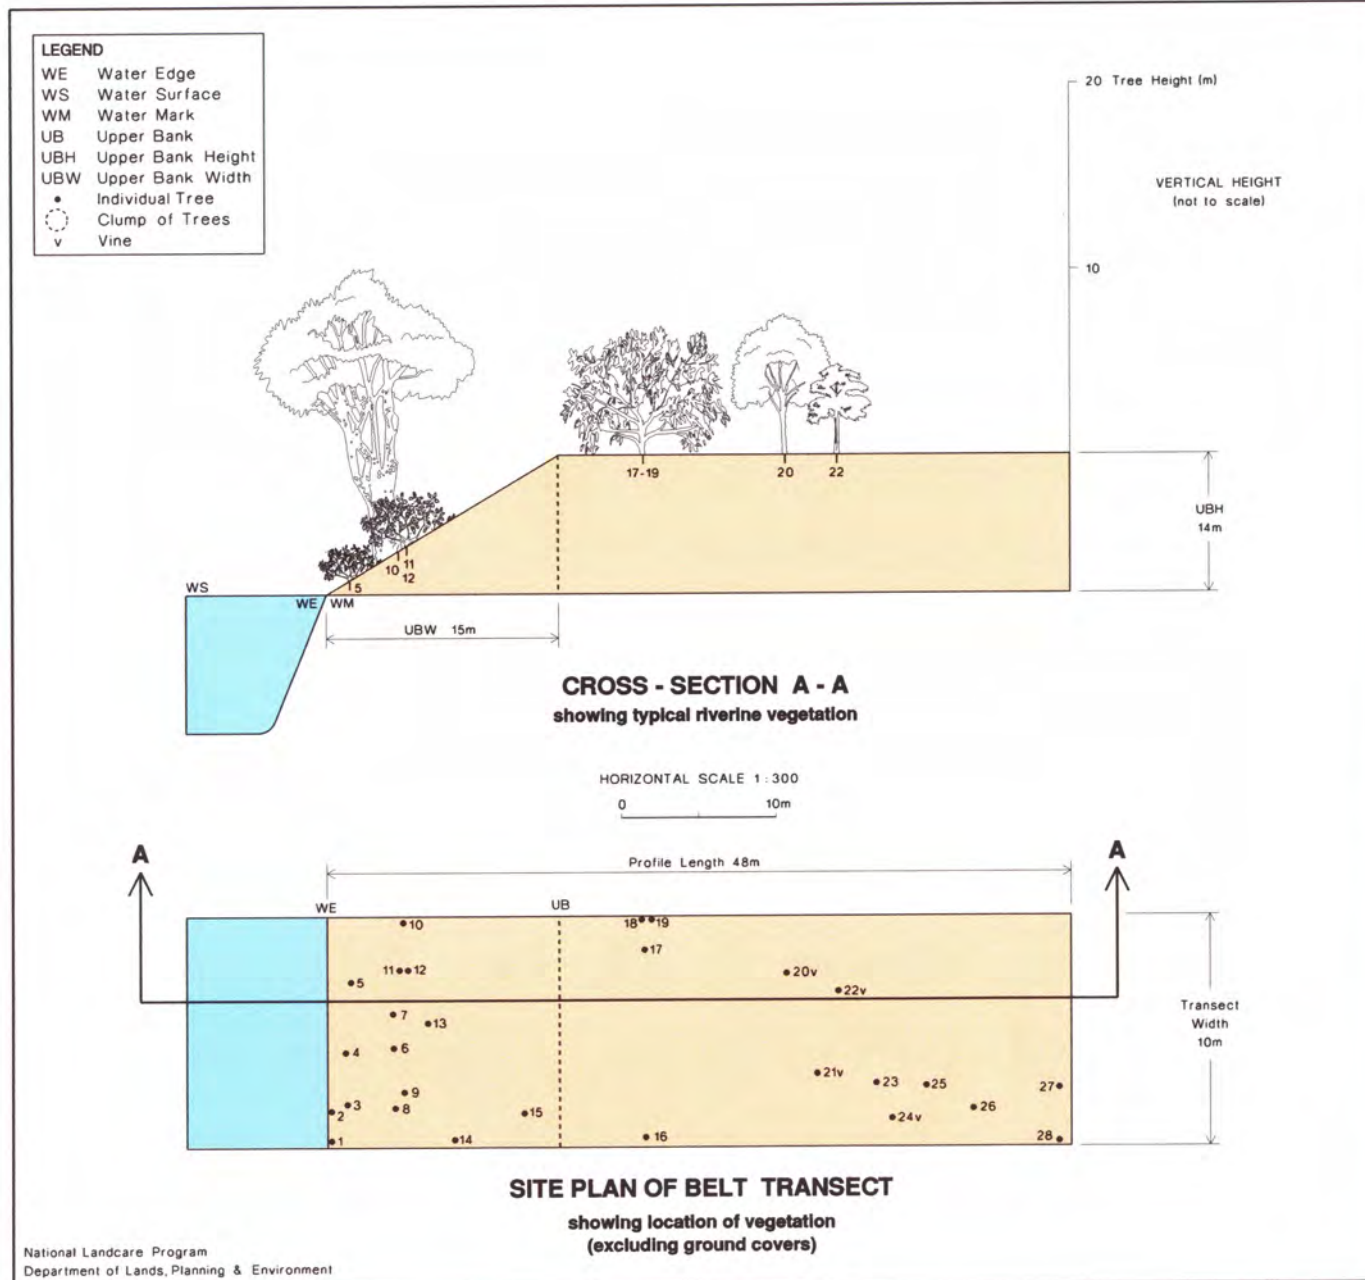 LEGEND
WE Water Edge
WS Water Surface
WM Water Mark
UB Upper Bank
UBH Upper Bank Height
UBW Upper Bank Width
Individual Tree
Clump of Trees
v Vine
20 Tree Height (m)
VERTICAL HEIGHT
(not to scale)
10
17-19 20 22
UBH
14m
10 11
12
5
WS
WE WM
UBW 15m
CROSS - SECTION A - A
showing typical riverine vegetation
HORIZONTAL SCALE 1 : 300
0 10m
A A
Profile Length 48m
WE UB
10 18 19
17
11 12 20v
5 22v
7 13
4 6
Transect
Width
10m
21v 23 25 27
9
3 8 26
2 15 24v
1 14 16 28
SITE PLAN OF BELT TRANSECT
showing location of vegetation
(excluding ground covers)
National Landcare Program
Department of Lands, Planning & Environment